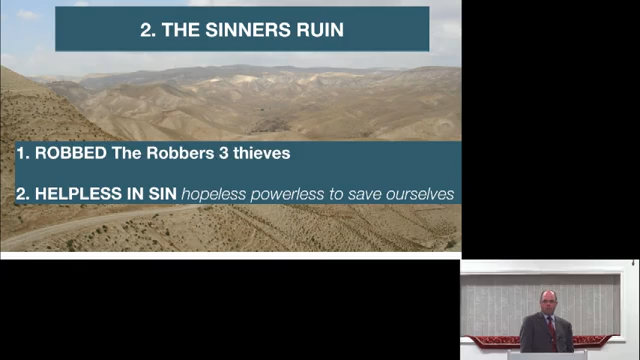 2. THE SINNERS RUIN
1. ROBBED The Robbers 3 thieves
2. HELPLESS IN SIN hopeless powerless to save ourselves